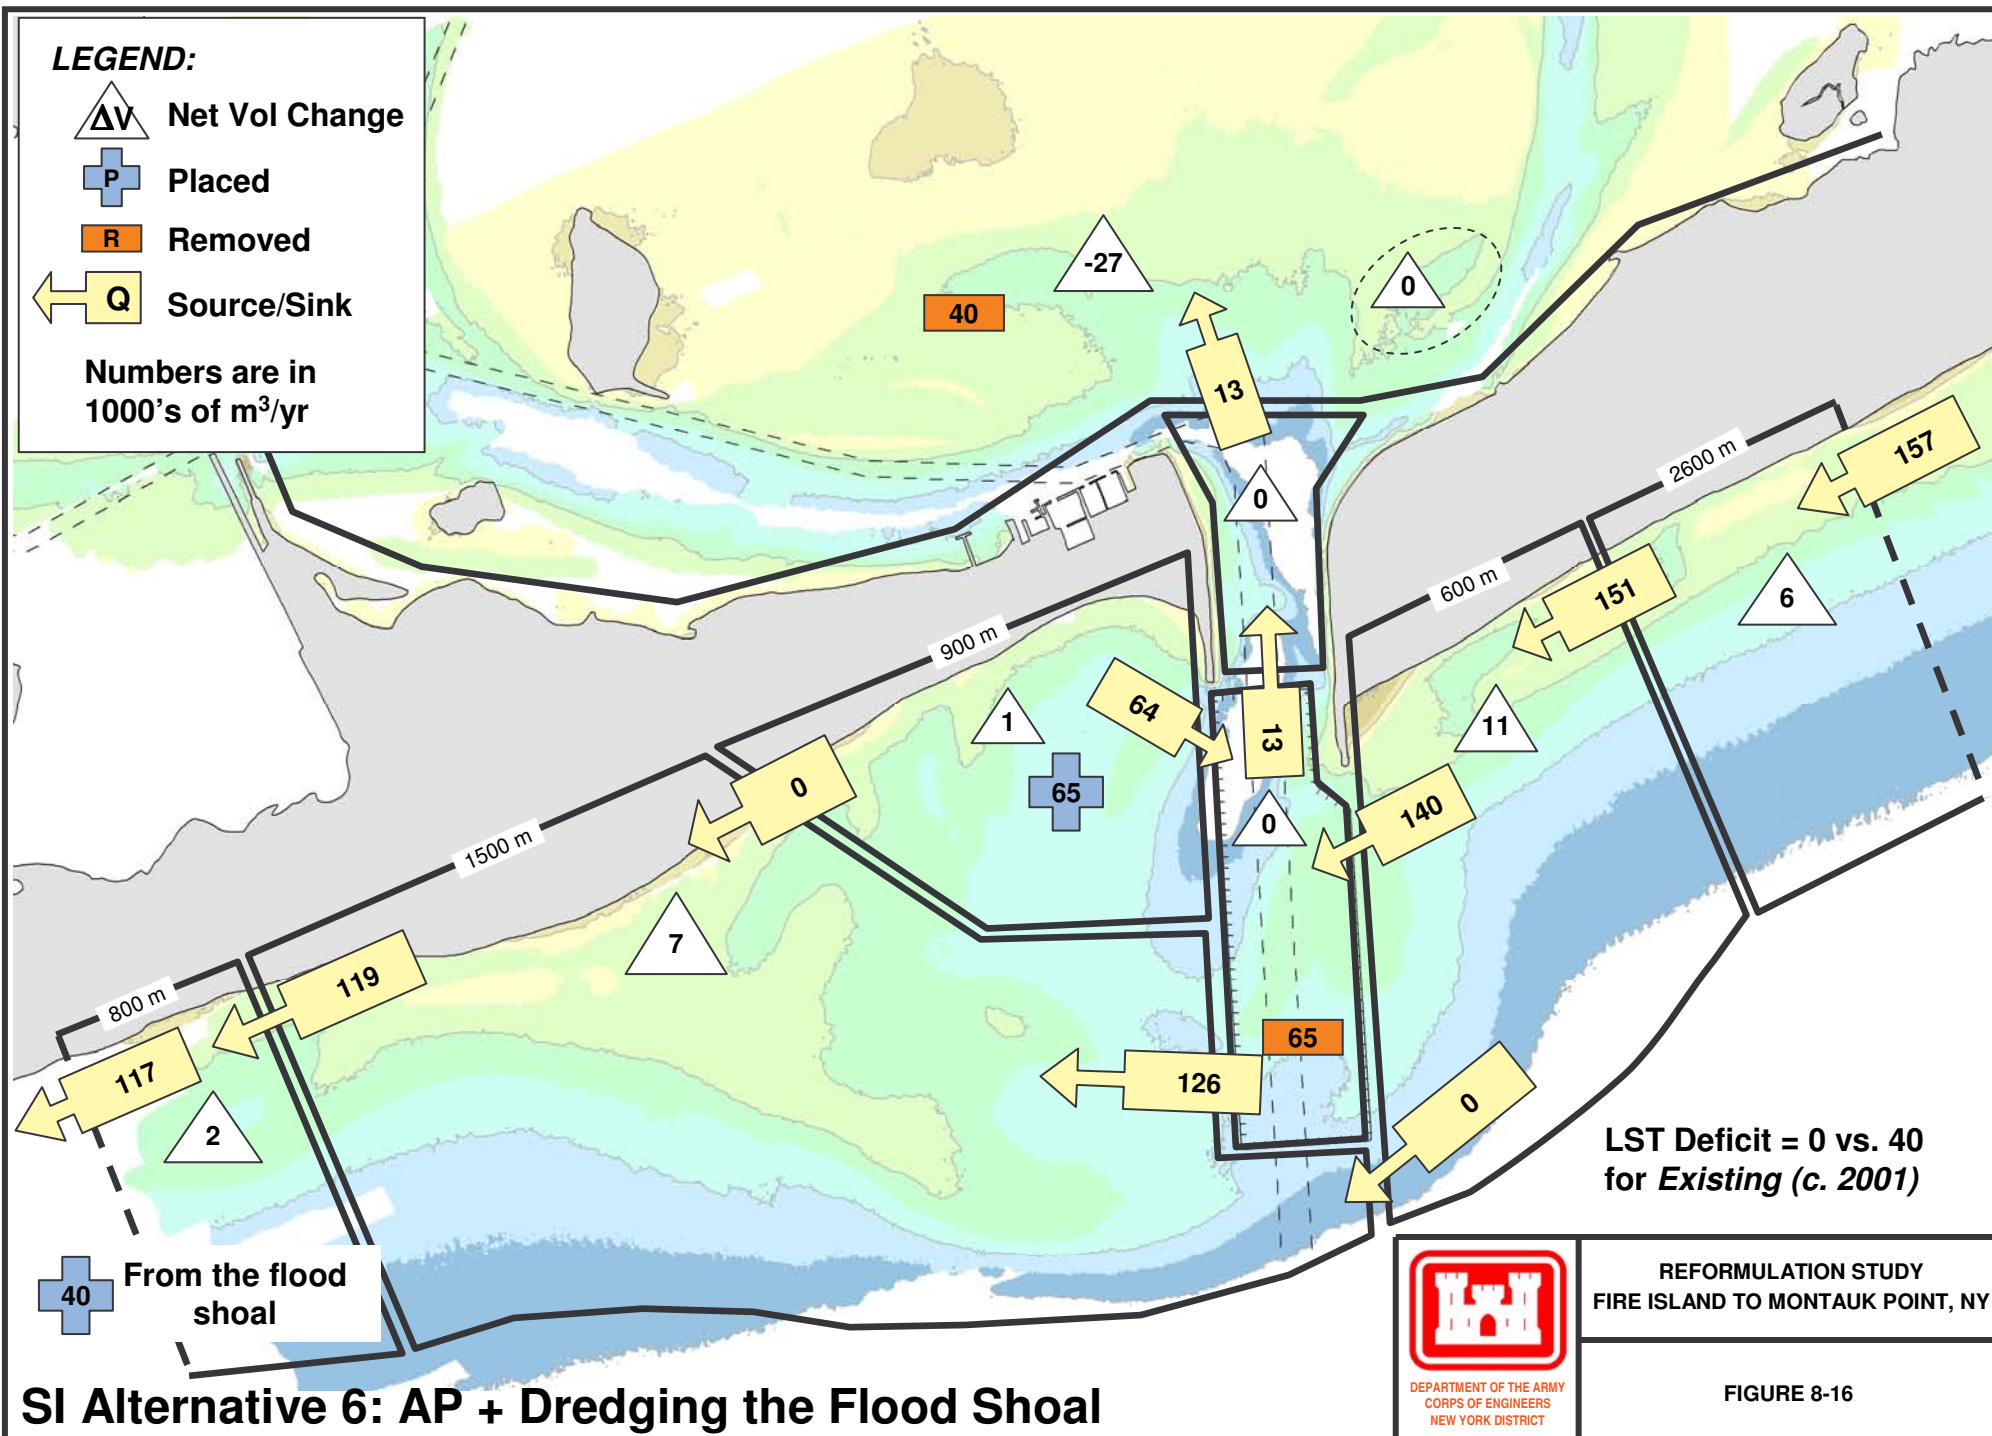 LEGEND:
ΔV Net Vol Change
P Placed
R Removed
Q Source/Sink
Numbers are in
1000's of m³/yr
-27
0
40
13
157
2600 m
0
151
600 m
6
900 m
64
1
13
11
65
0
140
0
1500 m
7
119
800 m
65
117
126
0
2
LST Deficit = 0 vs. 40
for Existing (c. 2001)
40 From the flood
shoal
REFORMULATION STUDY
FIRE ISLAND TO MONTAUK POINT, NY
DEPARTMENT OF THE ARMY
CORPS OF ENGINEERS
NEW YORK DISTRICT
FIGURE 8-16
SI Alternative 6: AP + Dredging the Flood Shoal